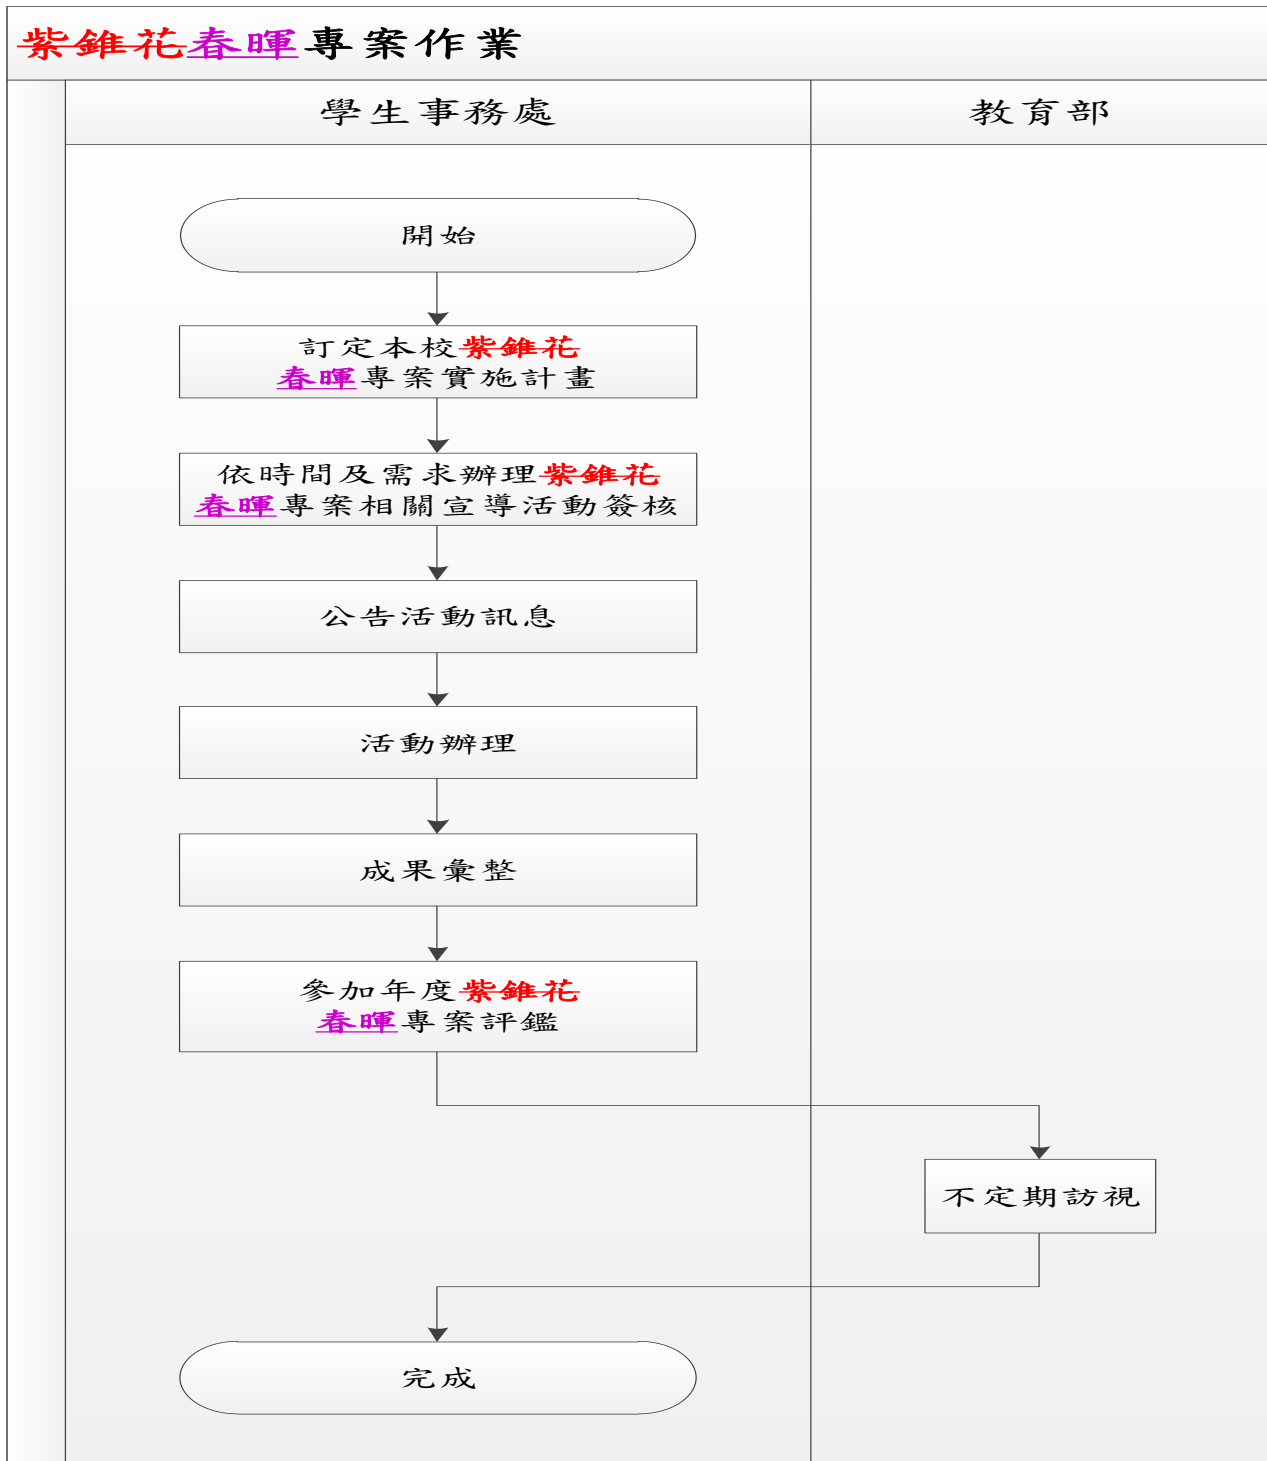 紫錐花春暉專案作業
學生事務處
教育部
開始
訂定本校紫錐花
春暉專案實施計畫
依時間及需求辦理紫錐花
春暉專案相關宣導活動簽核
公告活動訊息
活動辦理
成果彙整
參加年度紫錐花
春暉專案評鑑
不定期訪視
完成